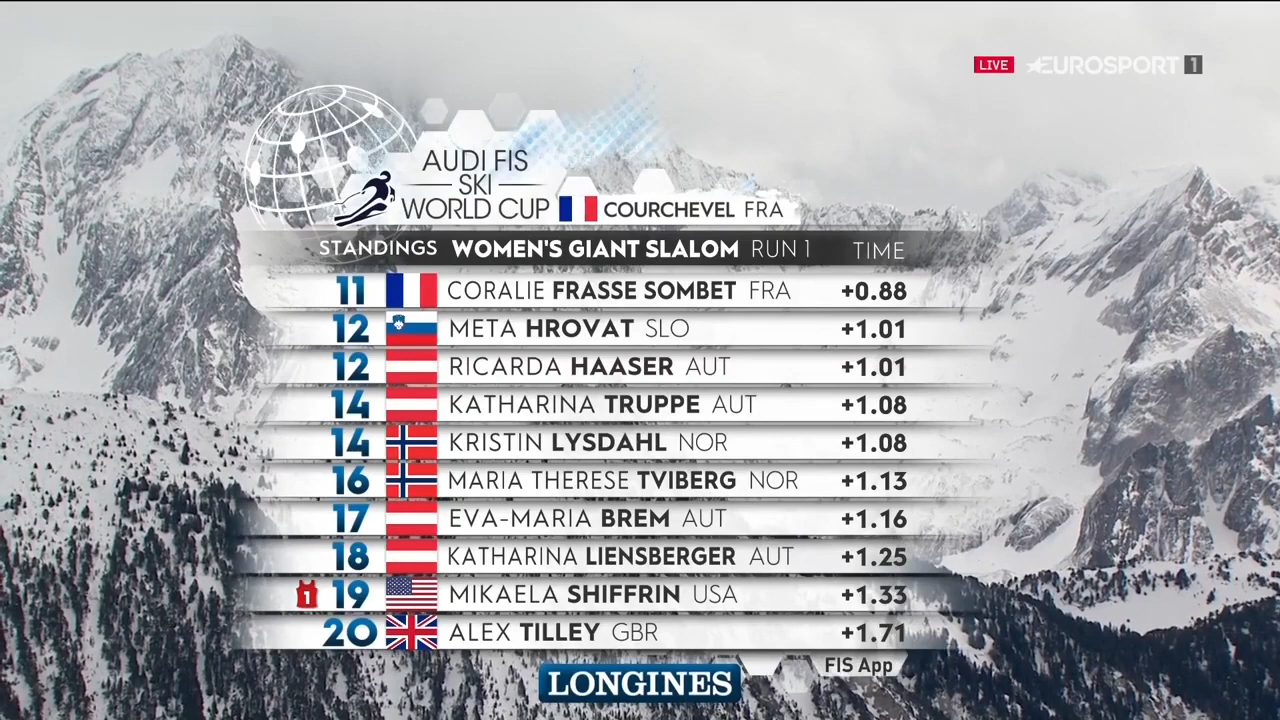 LIVE EUROSPORT 1
AUDI FIS
SKI
WORLD CUP COURCHEVEL FRA
STANDINGS WOMEN'S GIANT SLALOM RUN 1 TIME
11 CORALIE FRASSE SOMBET FRA +0.88
12 META HROVAT SLO +1.01
12 RICARDA HAASER AUT +1.01
14 KATHARINA TRUPPE AUT +1.08
14 KRISTIN LYSDAHL NOR +1.08
16 MARIA THERESE TVIBERG NOR +1.13
17 EVA-MARIA BREM AUT +1.16
18 KATHARINA LIENSBERGER AUT +1.25
1 19 MIKAELA SHIFFRIN USA +1.33
20 ALEX TILLEY GBR +1.71
FIS App
LONGINES